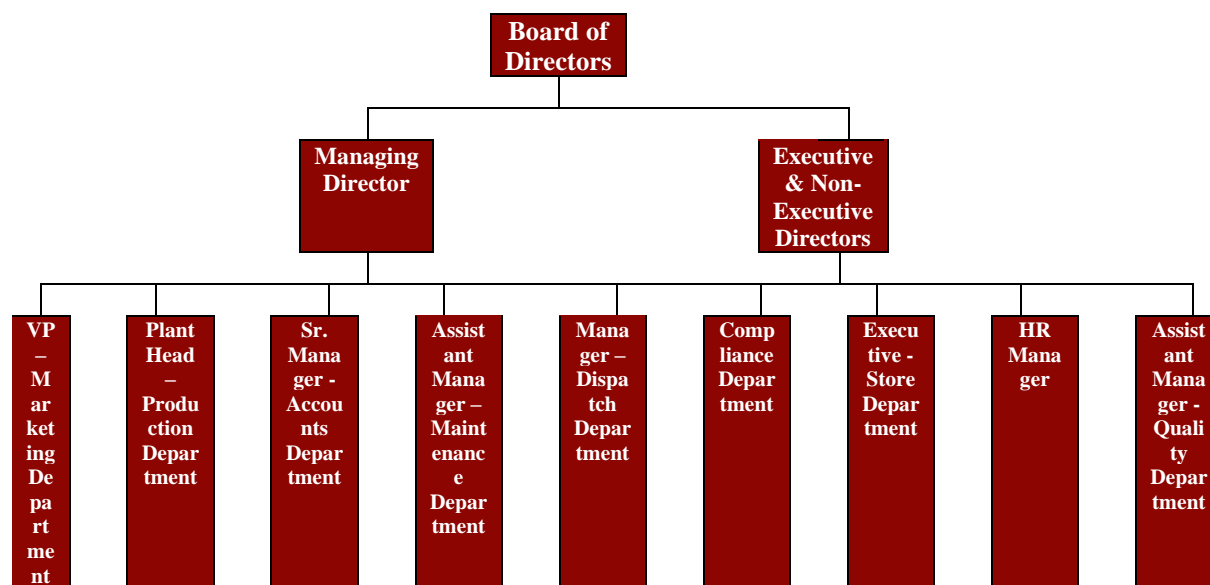 Board of
Directors
Managing
Director
Executive
& Non-
Executive
Directors
VP
–
M
ar
ket
ing
De
pa
rt
me
nt
Plant
Head
–
Produ
ction
Depar
tment
Sr.
Mana
ger -
Accou
nts
Depar
tment
Assist
ant
Mana
ger –
Maint
enanc
e
Depar
tment
Mana
ger –
Dispa
tch
Depar
tment
Comp
liance
Depar
tment
Execu
tive -
Store
Depar
tment
HR
Mana
ger
Assist
ant
Mana
ger -
Quali
ty
Depar
tment